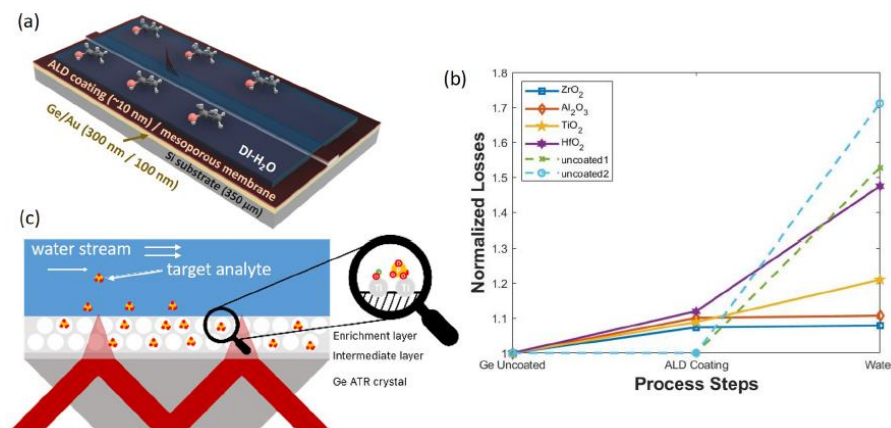 (a)
ALD coating (~10 nm) / mesoporous membrane
DI-H₂O
Ge/Au (300 nm / 100 nm)
Si substrate (350 μm)
(b)
1.8
1.7
1.6
1.5
1.4
1.3
1.2
1.1
1
Normalized Losses
ZrO₂
Al₂O₃
TiO₂
HfO₂
uncoated1
uncoated2
Ge Uncoated
ALD Coating
Wate
Process Steps
(c)
water stream
target analyte
Ti
Ti
Enrichment layer
Intermediate layer
Ge ATR crystal